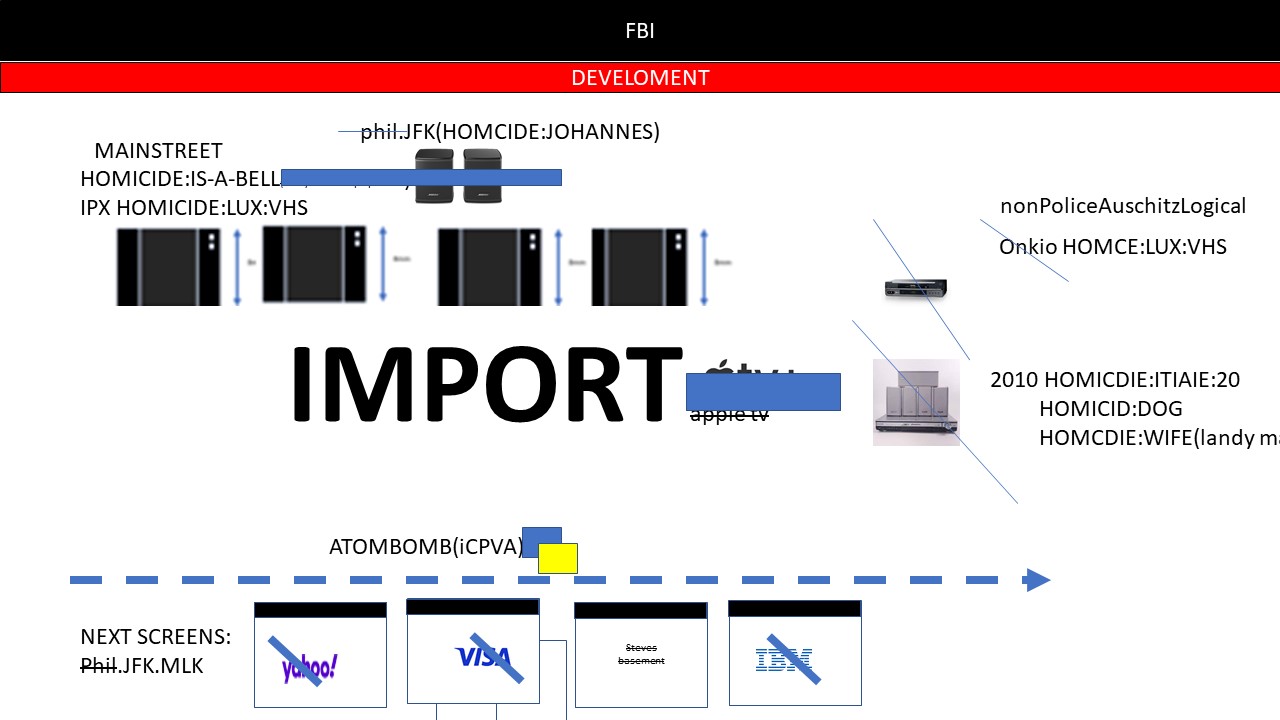 FBI
DEVELOMENT
phil.JFK(HOMCIDE:JOHANNES)
MAINSTREET
HOMICIDE:IS-A-BELL
IPX HOMICIDE:LUX:VHS
nonPoliceAuschitzLogical
Onkio HOMCE:LUX:VHS
IMPORT
tv+
apple tv
2010 HOMICDIE:ITIAIE:20
HOMICID:DOG
HOMCDIE:WIFE(landy ma
ATOMBOMB(iCPVA)
NEXT SCREENS:
Phil.JFK.MLK
yahoo!
VISA
Steves
basement
IBM